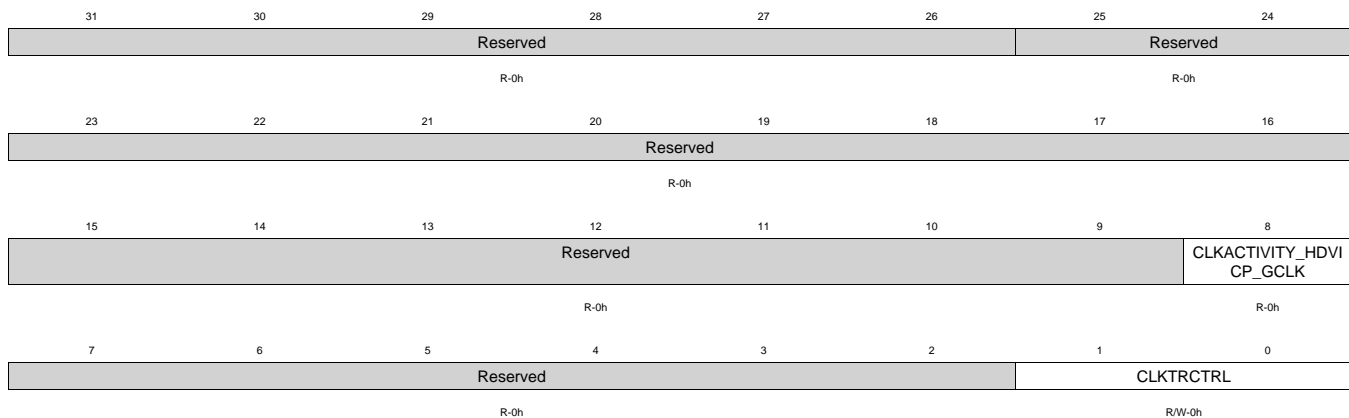 31 30 29 28 27 26 25 24
Reserved Reserved
R-0h R-0h
23 22 21 20 19 18 17 16
Reserved
R-0h
15 14 13 12 11 10 9 8
Reserved CLKACTIVITY_HDVI
CP_GCLK
R-0h R-0h
7 6 5 4 3 2 1 0
Reserved CLKTRCTRL
R-0h R/W-0h